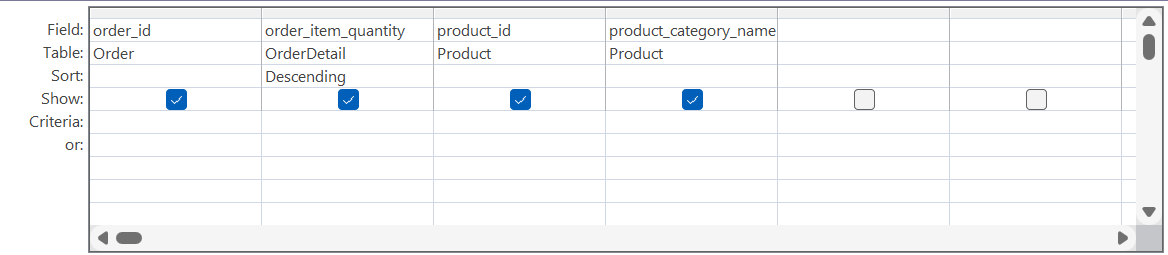 Field: order_id order_item_quantity product_id product_category_name
Table: Order OrderDetail Product Product
Sort: Descending
Show:
Criteria:
or: